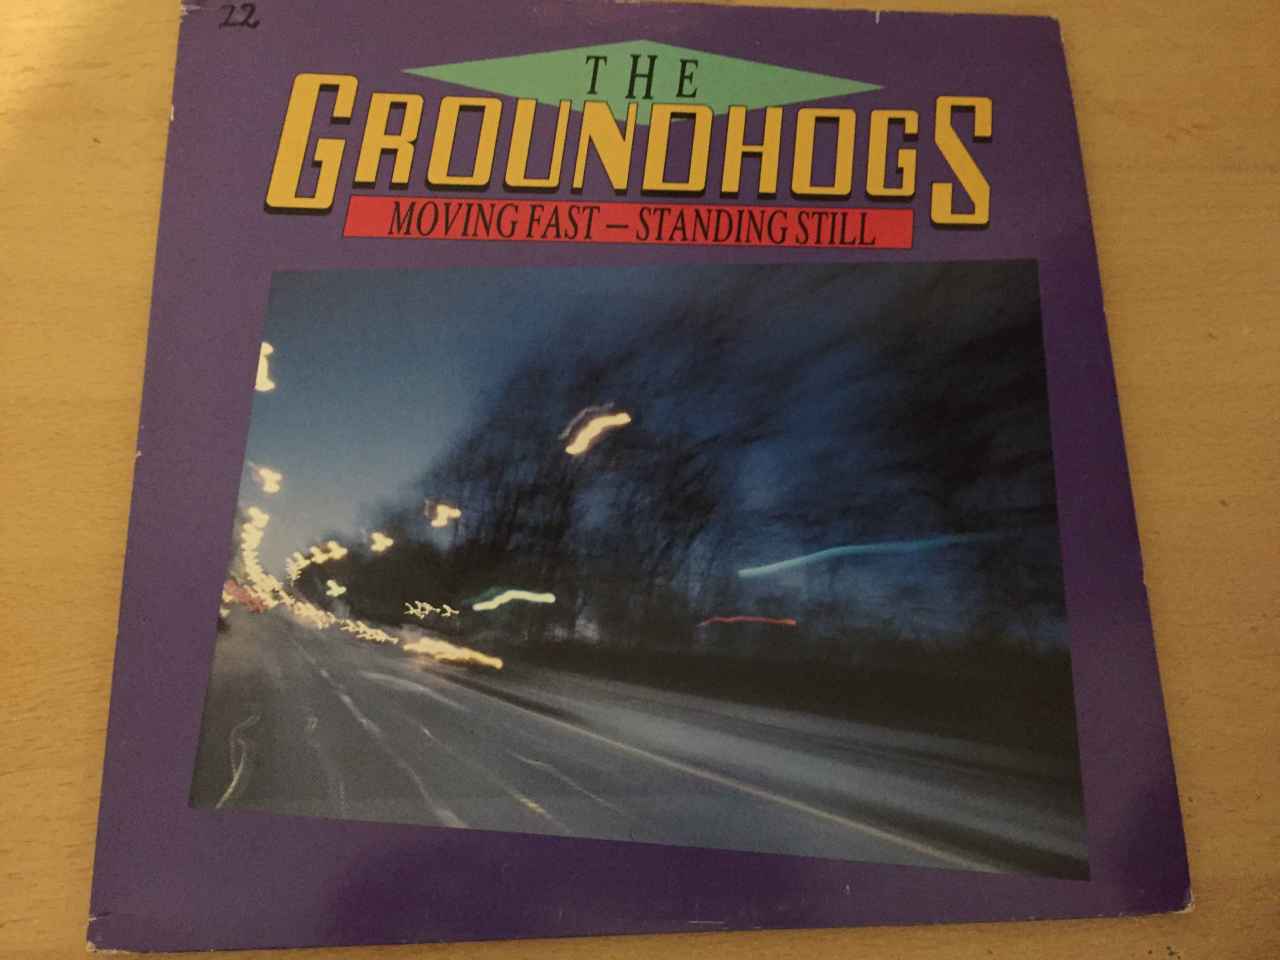 22
THE
GROUNDHOGS
MOVING FAST – STANDING STILL